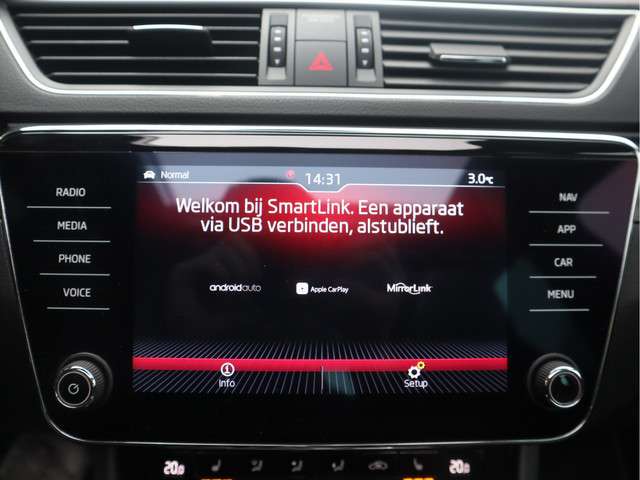 Normal
14:31
3.0°C
RADIO
MEDIA
PHONE
VOICE
Welkom bij SmartLink. Een apparaat
via USB verbinden, alstublieft.
androidauto
Apple CarPlay
MirrorLink
Info
Setup
NAV
APP
CAR
MENU
20.0
20.0